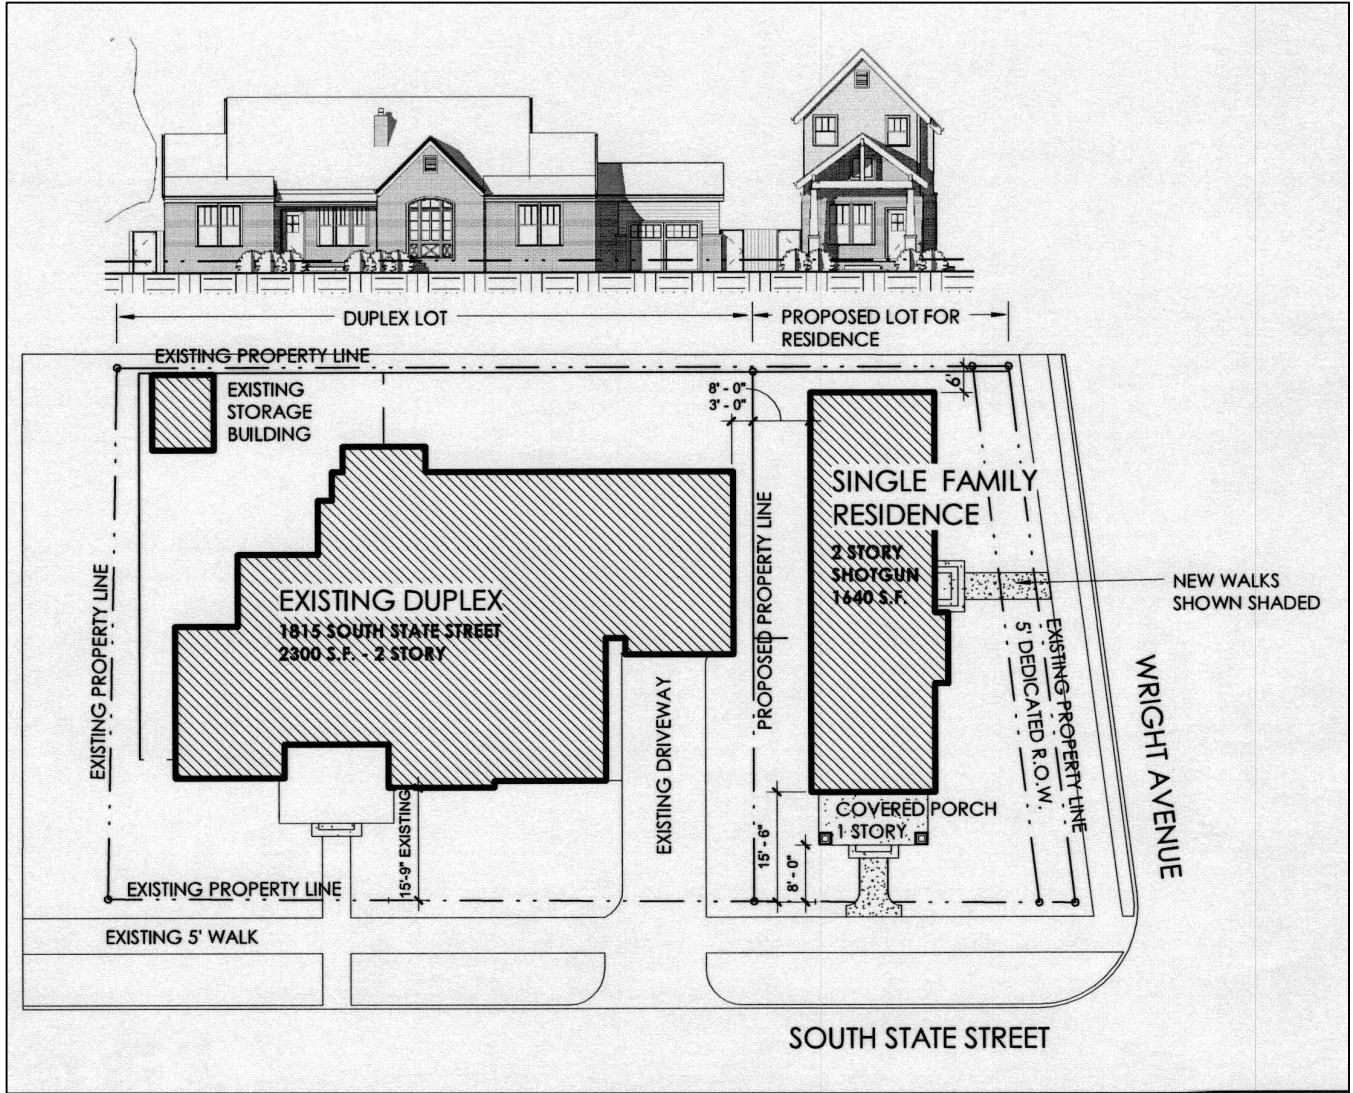 DUPLEX LOT
PROPOSED LOT FOR
RESIDENCE
EXISTING PROPERTY LINE
EXISTING
STORAGE
BUILDING
8' - 0"
3' - 0"
6'
SINGLE FAMILY
RESIDENCE
2 STORY
SHOTGUN
1640 S.F.
NEW WALKS
SHOWN SHADED
EXISTING DUPLEX
1815 SOUTH STATE STREET
2300 S.F. - 2 STORY
EXISTING PROPERTY LINE
PROPOSED PROPERTY LINE
EXISTING DRIVEWAY
EXISTING PROPERTY LINE
5' DEDICATED R.O.W.
WRIGHT AVENUE
COVERED PORCH
1 STORY
15'-9" EXISTING
15' - 6"
8' - 0"
EXISTING PROPERTY LINE
EXISTING 5' WALK
SOUTH STATE STREET